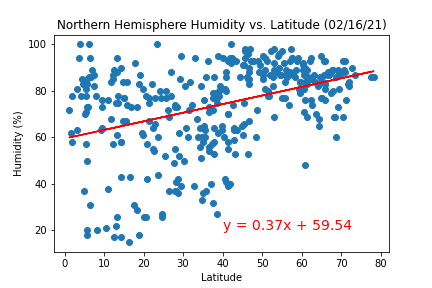 Northern Hemisphere Humidity vs. Latitude (02/16/21)
100
80
60
40
20
Humidity (%)
y = 0.37x + 59.54
0 10 20 30 40 50 60 70 80
Latitude